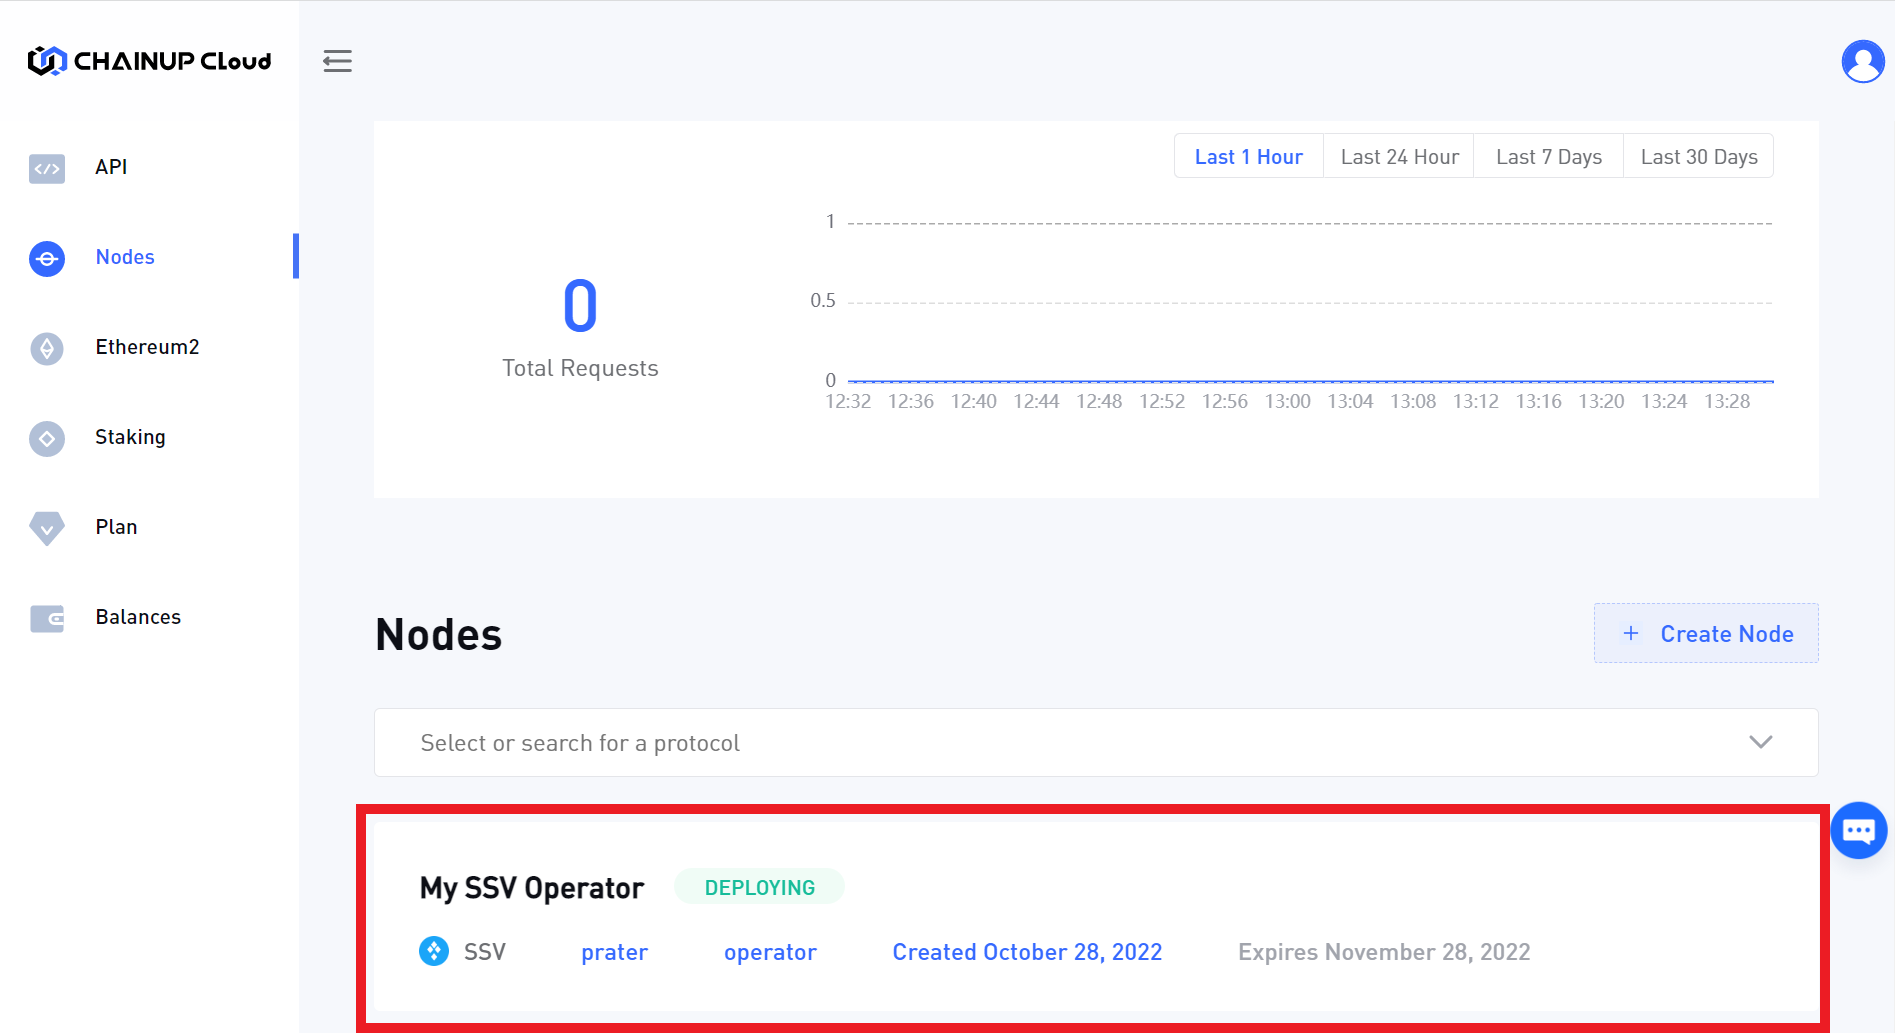 CHAINUP Cloud
API
Nodes
Ethereum2
Staking
Plan
Balances
Last 1 Hour Last 24 Hour Last 7 Days Last 30 Days
0
Total Requests
1
0.5
0
12:32 12:36 12:40 12:44 12:48 12:52 12:56 13:00 13:04 13:08 13:12 13:16 13:20 13:24 13:28
Nodes
+ Create Node
Select or search for a protocol
My SSV Operator DEPLOYING
SSV prater operator Created October 28, 2022 Expires November 28, 2022